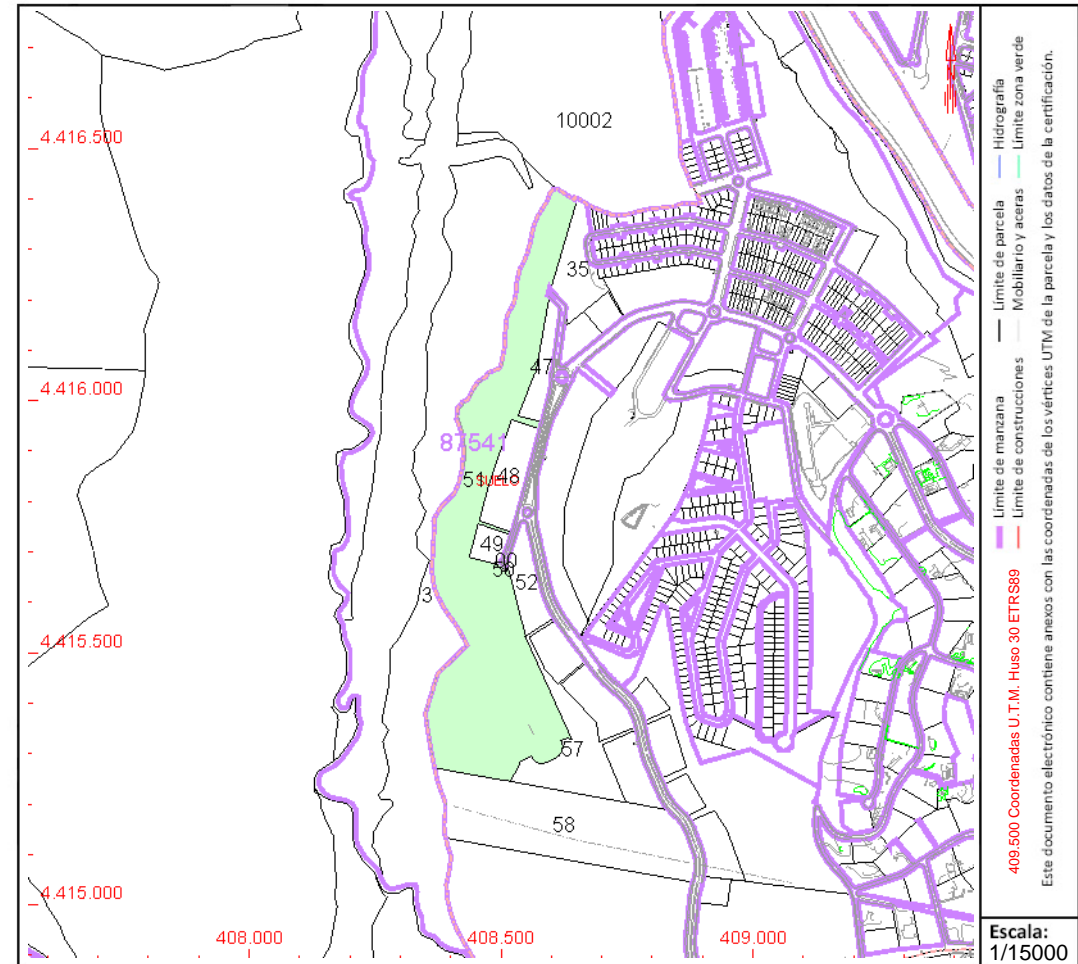 10002
4.416.500
35
4.416.000
47
87541
51
SUELO
48
49
50
52
3
4.415.500
57
58
4.415.000
408.000
408.500
409.000
Límite de manzana
Límite de parcela
Hidrografía
409.500 Coordenadas U.T.M. Huso 30 ETRS89
Límite de construcciones
Mobiliario y aceras
Límite zona verde
Este documento electrónico contiene anexos con las coordenadas de los vértices UTM de la parcela y los datos de la certificación.
Escala:
1/15000